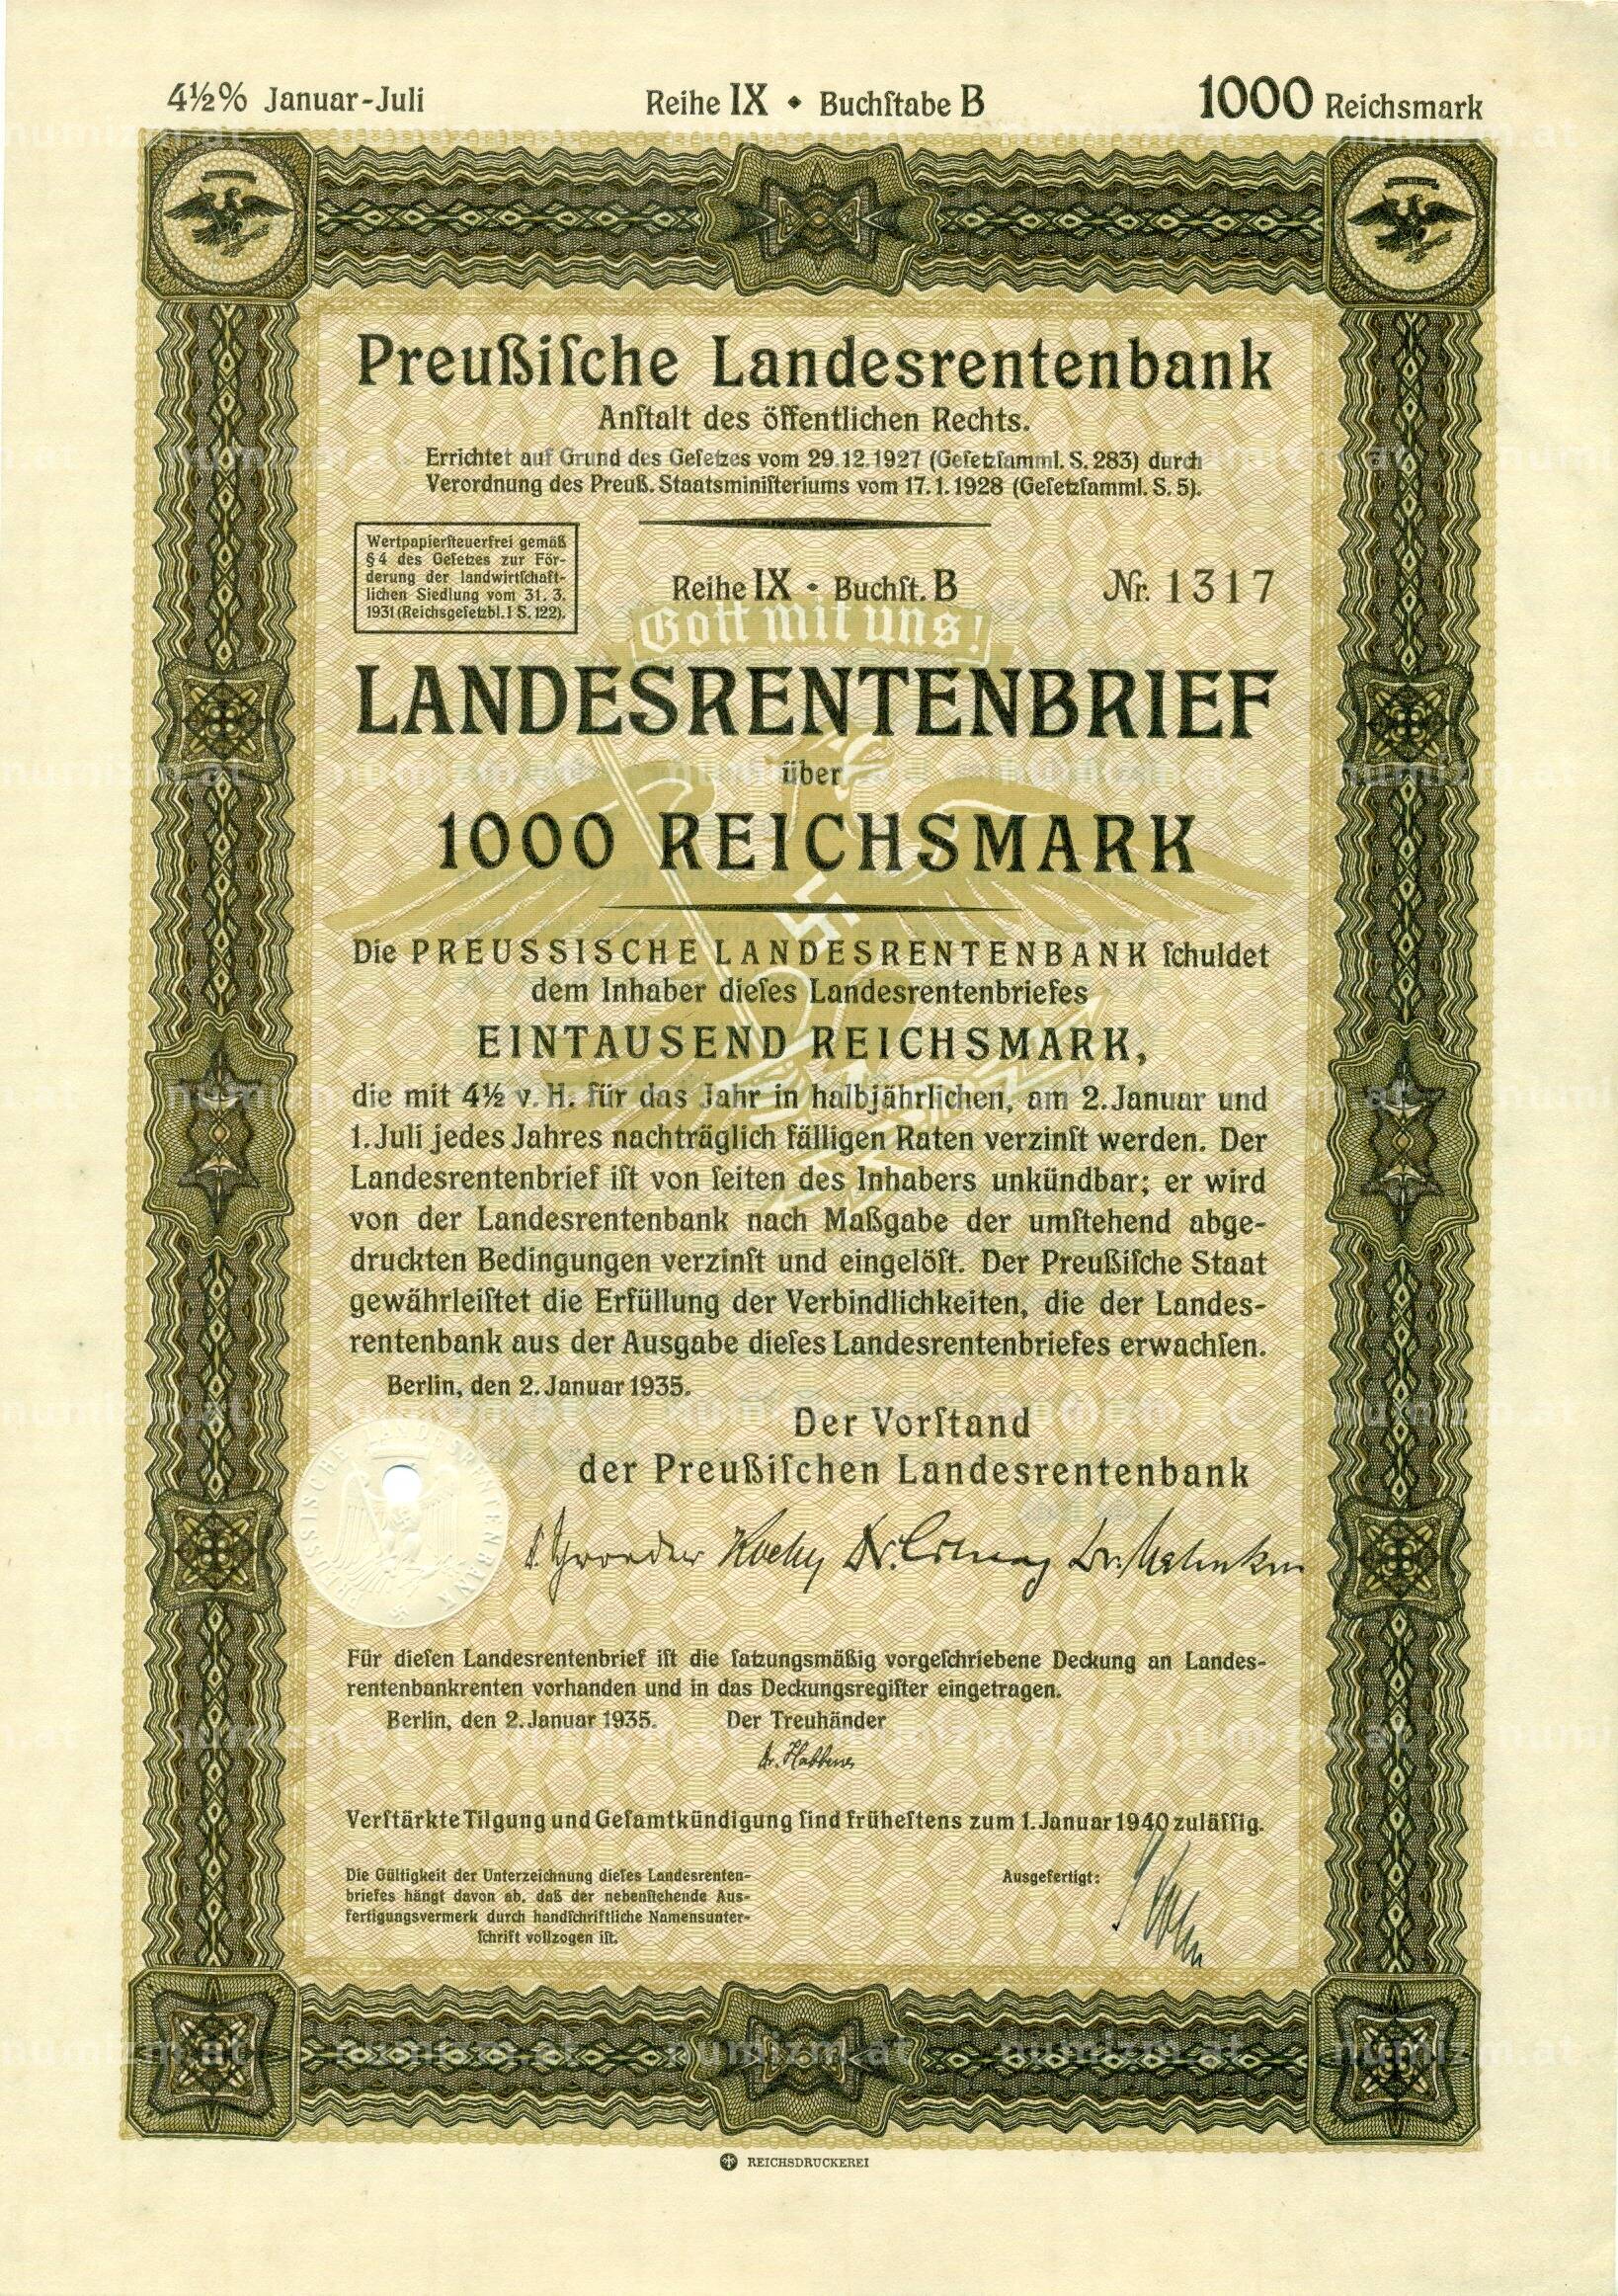 4½% Januar-Juli Reihe IX • Buchſtabe B 1000 Reichsmark
Preußiſche Landesrentenbank
Anſtalt des öffentlichen Rechts.
Errichtet auf Grund des Geſetzes vom 29.12.1927 (Geſetzſamml. S. 283) durch
Verordnung des Preuß. Staatsminiſteriums vom 17.1.1928 (Geſetzſamml. S. 5).
Wertpapierſteuerfrei gemäß
§ 4 des Geſetzes zur För-
derung der landwirtſchaft-
lichen Siedlung vom 31. 3.
1931 (Reichsgeſetzbl. I S. 122).
Reihe IX • Buchſt. B Nr. 1317
Gott mit uns!
LANDESRENTENBRIEF
über
1000 REICHSMARK
Die PREUSSISCHE LANDESRENTENBANK ſchuldet
dem Inhaber dieſes Landesrentenbriefes
EINTAUSEND REICHSMARK,
die mit 4½ v. H. für das Jahr in halbjährlichen, am 2. Januar und
1. Juli jedes Jahres nachträglich fälligen Raten verzinſt werden. Der
Landesrentenbrief iſt von ſeiten des Inhabers unkündbar; er wird
von der Landesrentenbank nach Maßgabe der umſtehend abge-
druckten Bedingungen verzinſt und eingelöſt. Der Preußiſche Staat
gewährleiſtet die Erfüllung der Verbindlichkeiten, die der Landes-
rentenbank aus der Ausgabe dieſes Landesrentenbriefes erwachſen.
Berlin, den 2. Januar 1935.
Der Vorſtand
der Preußiſchen Landesrentenbank
PREUSSISCHE LANDESRENTENBANK
Für dieſen Landesrentenbrief iſt die ſatzungsmäßig vorgeſchriebene Deckung an Landes-
rentenbankrenten vorhanden und in das Deckungsregiſter eingetragen.
Berlin, den 2. Januar 1935. Der Treuhänder
Verſtärkte Tilgung und Geſamtkündigung ſind früheſtens zum 1. Januar 1940 zuläſſig.
Die Gültigkeit der Unterzeichnung dieſes Landesrenten-
briefes hängt davon ab, daß der nebenſtehende Aus-
fertigungsvermerk durch handſchriftliche Namensunter-
ſchrift vollzogen iſt.
Ausgefertigt:
REICHSDRUCKEREI
numizm.at